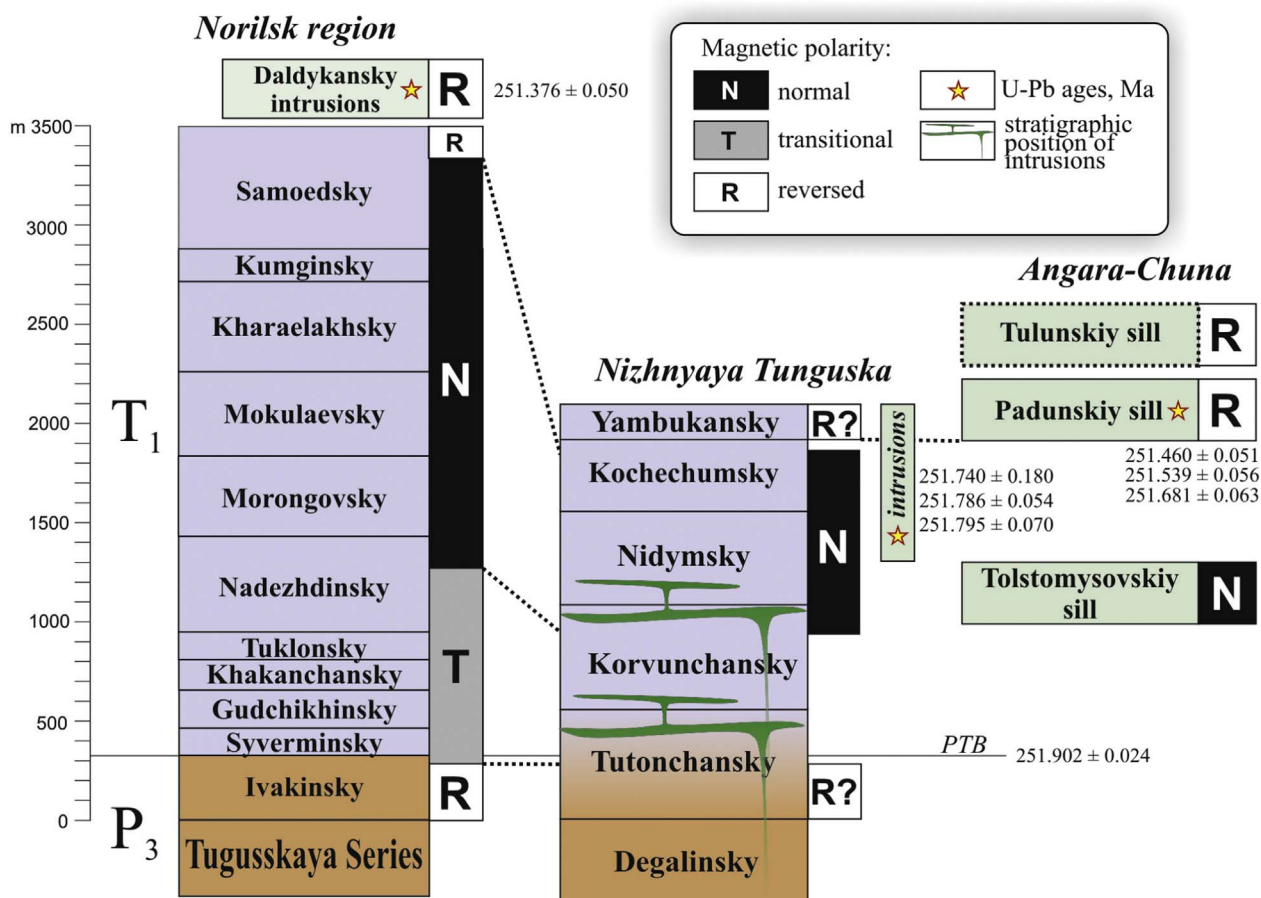 Norilsk region
Daldykansky
intrusions
R
251.376 ± 0.050
Magnetic polarity:
N
normal
T
transitional
R
reversed
U-Pb ages, Ma
stratigraphic
position of
intrusions
m 3500
3000
2500
2000
1500
1000
500
0
T1
P3
Samoedsky
Kumginsky
Kharaelakhsky
Mokulaevsky
Morongovsky
Nadezhdinsky
Tuklonsky
Khakanchansky
Gudchikhinsky
Syverminsky
Ivakinsky
Tugusskaya Series
R
N
T
R
Nizhnyaya Tunguska
Yambukansky
Kochechumsky
Nidymsky
Korvunchansky
Tutonchansky
Degalinsky
R?
N
R?
intrusions
251.740 ± 0.180
251.786 ± 0.054
251.795 ± 0.070
Angara-Chuna
Tulunskiy sill
R
Padunskiy sill
R
251.460 ± 0.051
251.539 ± 0.056
251.681 ± 0.063
Tolstomysovskiy
sill
N
PTB
251.902 ± 0.024